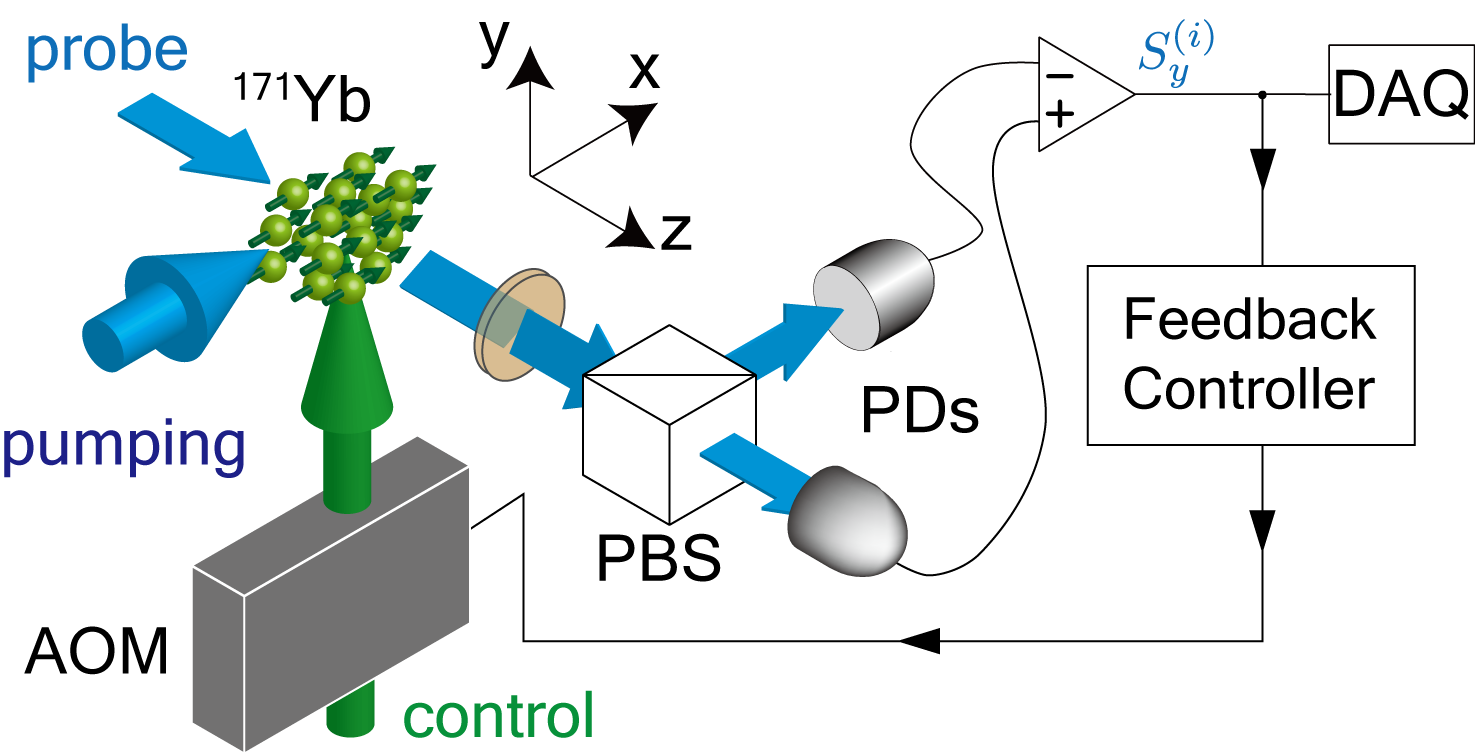 probe
¹⁷¹Yb
y
x
z
S_y^(i)
−
+
DAQ
Feedback
Controller
PDs
pumping
PBS
AOM
control